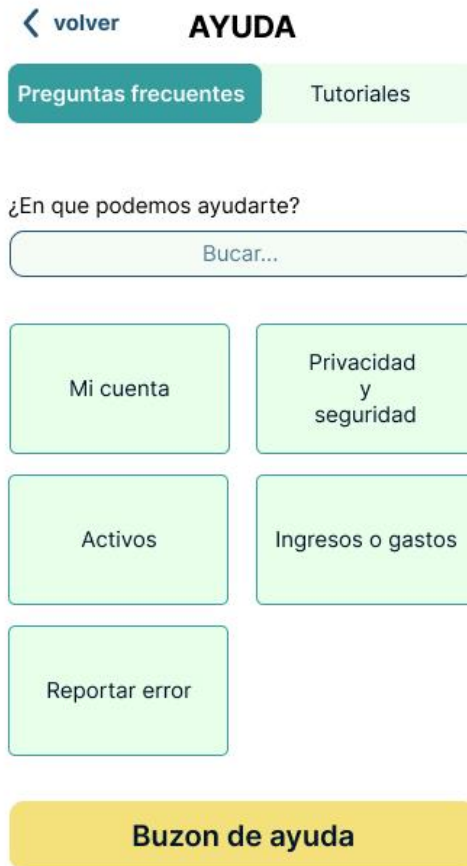 volver
AYUDA
Preguntas frecuentes
Tutoriales
¿En que podemos ayudarte?
Bucar...
Mi cuenta
Privacidad
y
seguridad
Activos
Ingresos o gastos
Reportar error
Buzon de ayuda